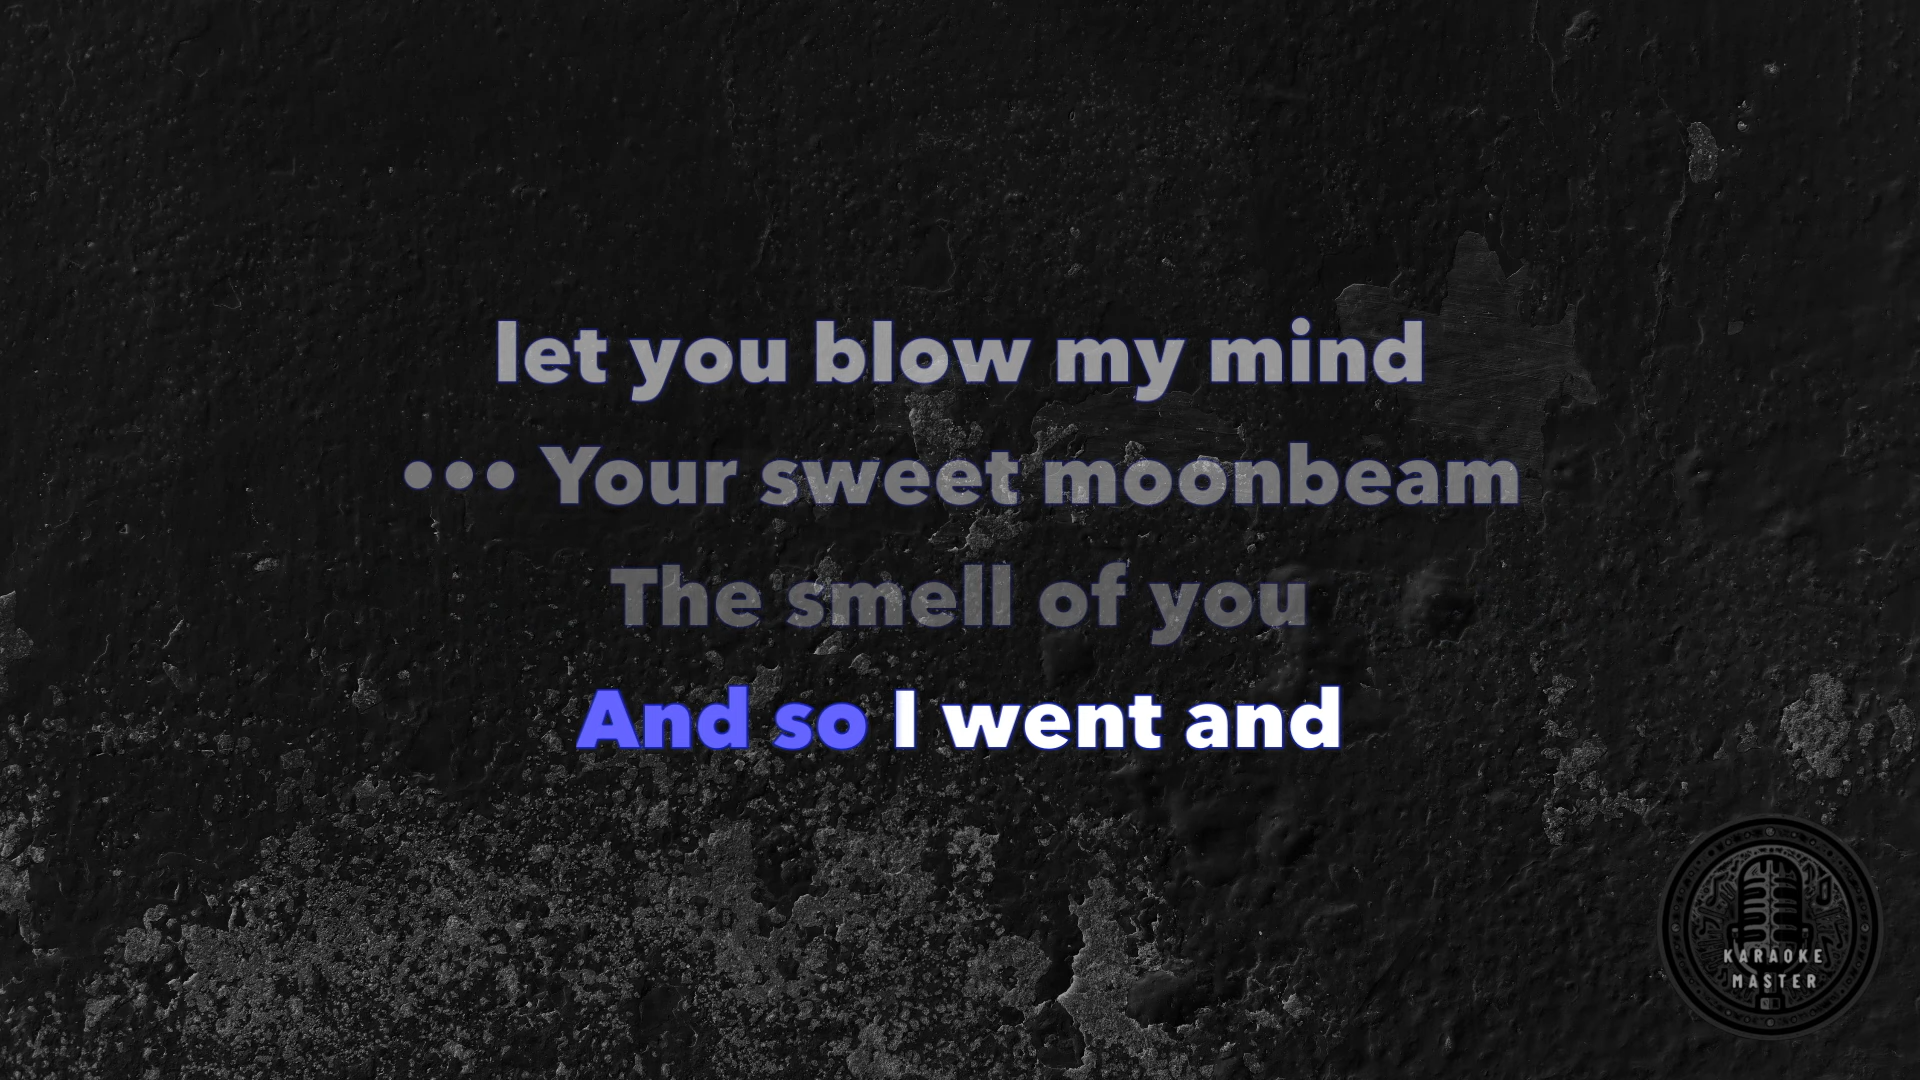 let you blow my mind
••• Your sweet moonbeam
The smell of you
And so I went and
KARAOKE
MASTER